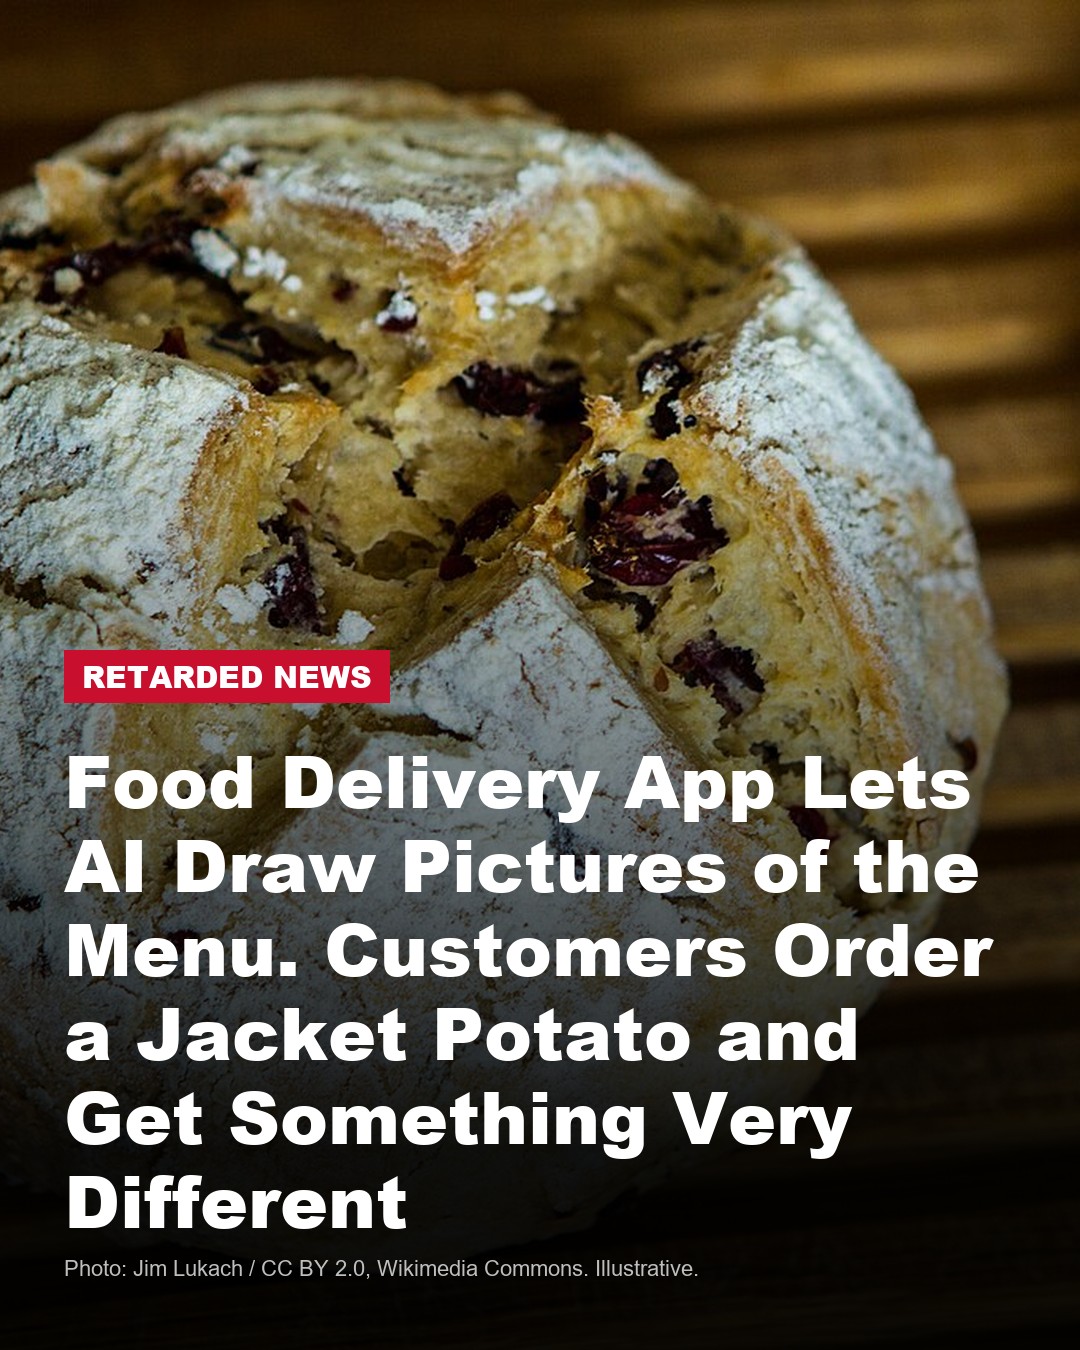 RETARDED NEWS
Food Delivery App Lets
AI Draw Pictures of the
Menu. Customers Order
a Jacket Potato and
Get Something Very
Different
Photo: Jim Lukach / CC BY 2.0, Wikimedia Commons. Illustrative.